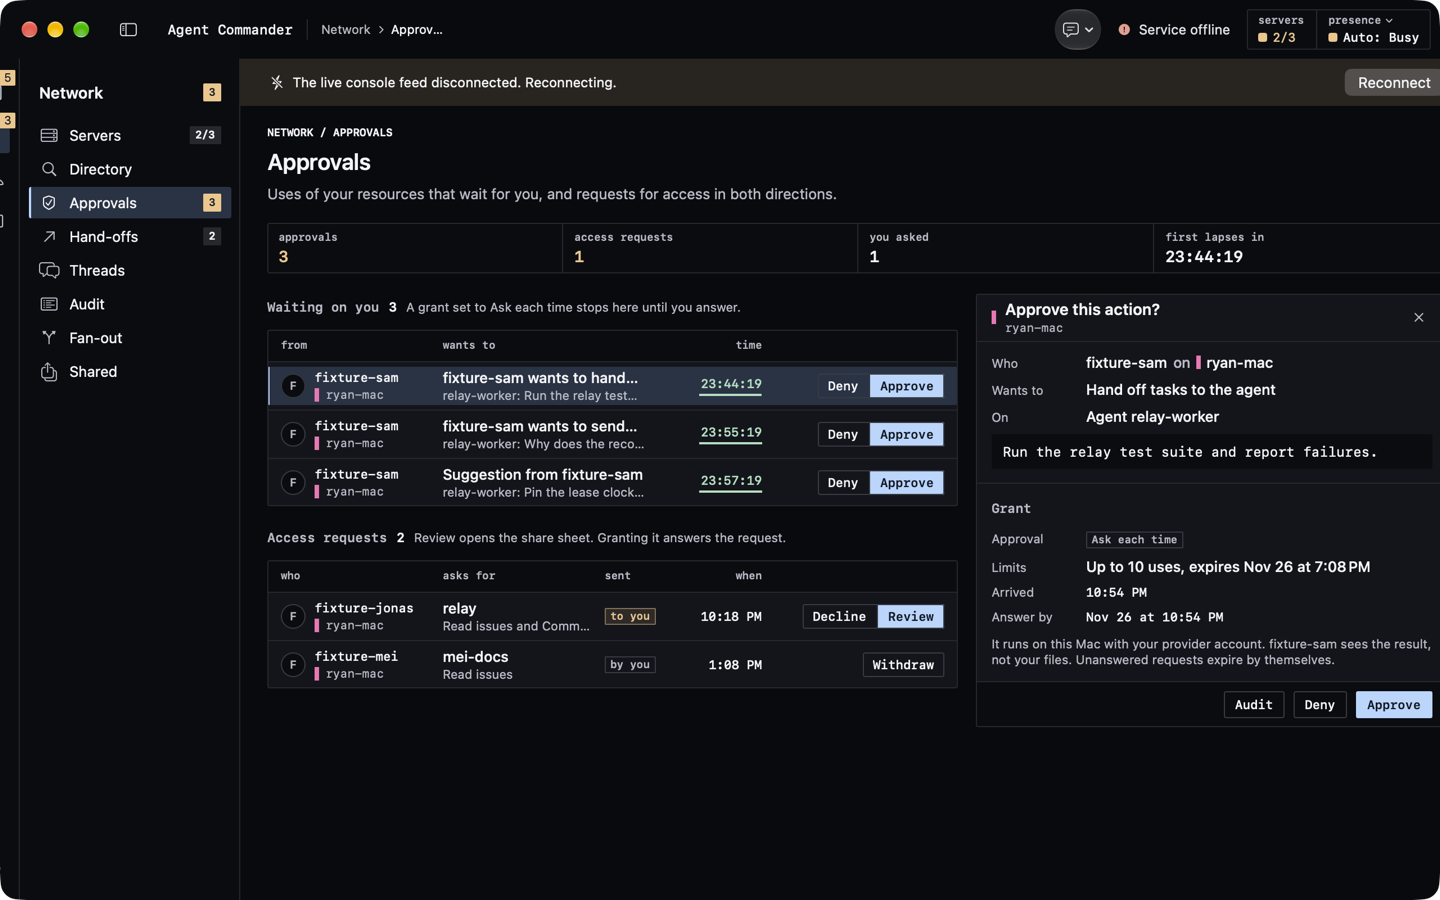 Agent Commander
Network > Approv...
Service offline
servers
2/3
presence
Auto: Busy
5
3
Network 3
Servers 2/3
Directory
Approvals 3
Hand-offs 2
Threads
Audit
Fan-out
Shared
The live console feed disconnected. Reconnecting.
Reconnect
NETWORK / APPROVALS
Approvals
Uses of your resources that wait for you, and requests for access in both directions.
approvals
3
access requests
1
you asked
1
first lapses in
23:44:19
Waiting on you 3 A grant set to Ask each time stops here until you answer.
from wants to time
F fixture-sam fixture-sam wants to hand... 23:44:19 Deny Approve
ryan-mac relay-worker: Run the relay test...
F fixture-sam fixture-sam wants to send... 23:55:19 Deny Approve
ryan-mac relay-worker: Why does the reco...
F fixture-sam Suggestion from fixture-sam 23:57:19 Deny Approve
ryan-mac relay-worker: Pin the lease clock...
Access requests 2 Review opens the share sheet. Granting it answers the request.
who asks for sent when
F fixture-jonas relay to you 10:18 PM Decline Review
ryan-mac Read issues and Comm...
F fixture-mei mei-docs by you 1:08 PM Withdraw
ryan-mac Read issues
Approve this action?
ryan-mac
Who fixture-sam on ryan-mac
Wants to Hand off tasks to the agent
On Agent relay-worker
Run the relay test suite and report failures.
Grant
Approval Ask each time
Limits Up to 10 uses, expires Nov 26 at 7:08 PM
Arrived 10:54 PM
Answer by Nov 26 at 10:54 PM
It runs on this Mac with your provider account. fixture-sam sees the result,
not your files. Unanswered requests expire by themselves.
Audit Deny Approve